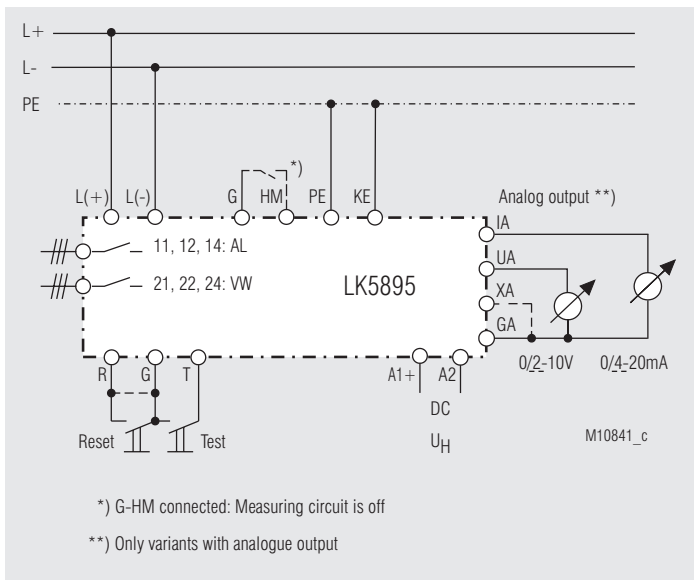 L+
L-
PE
*)
L(+) L(-) G HM PE KE Analog output **)
IA
11, 12, 14: AL
UA
21, 22, 24: VW
LK5895
XA
GA
0/2-10V 0/4-20mA
R G T A1+ A2
DC
Reset Test
UH
M10841_c
*) G-HM connected: Measuring circuit is off
**) Only variants with analogue output